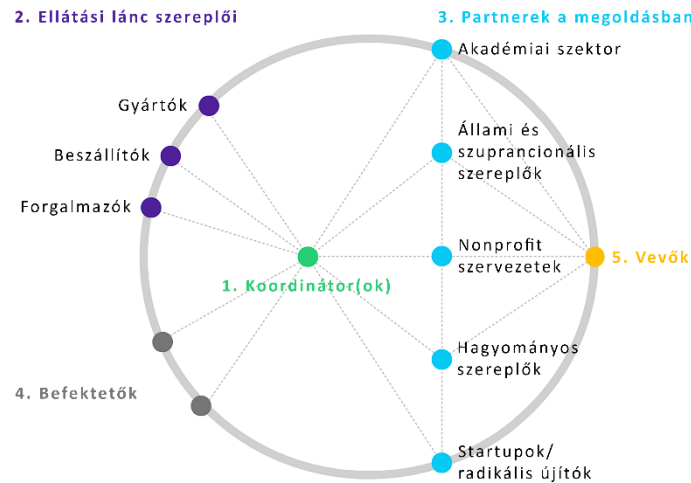 2. Ellátási lánc szereplői
3. Partnerek a megoldásban
Akadémiai szektor
Gyártók
Beszállítók
Forgalmazók
Állami és
szuprancionális
szereplők
Nonprofit
szervezetek
5. Vevők
1. Koordinátor(ok)
Hagyományos
szereplők
4. Befektetők
Startupok/
radikális újítók